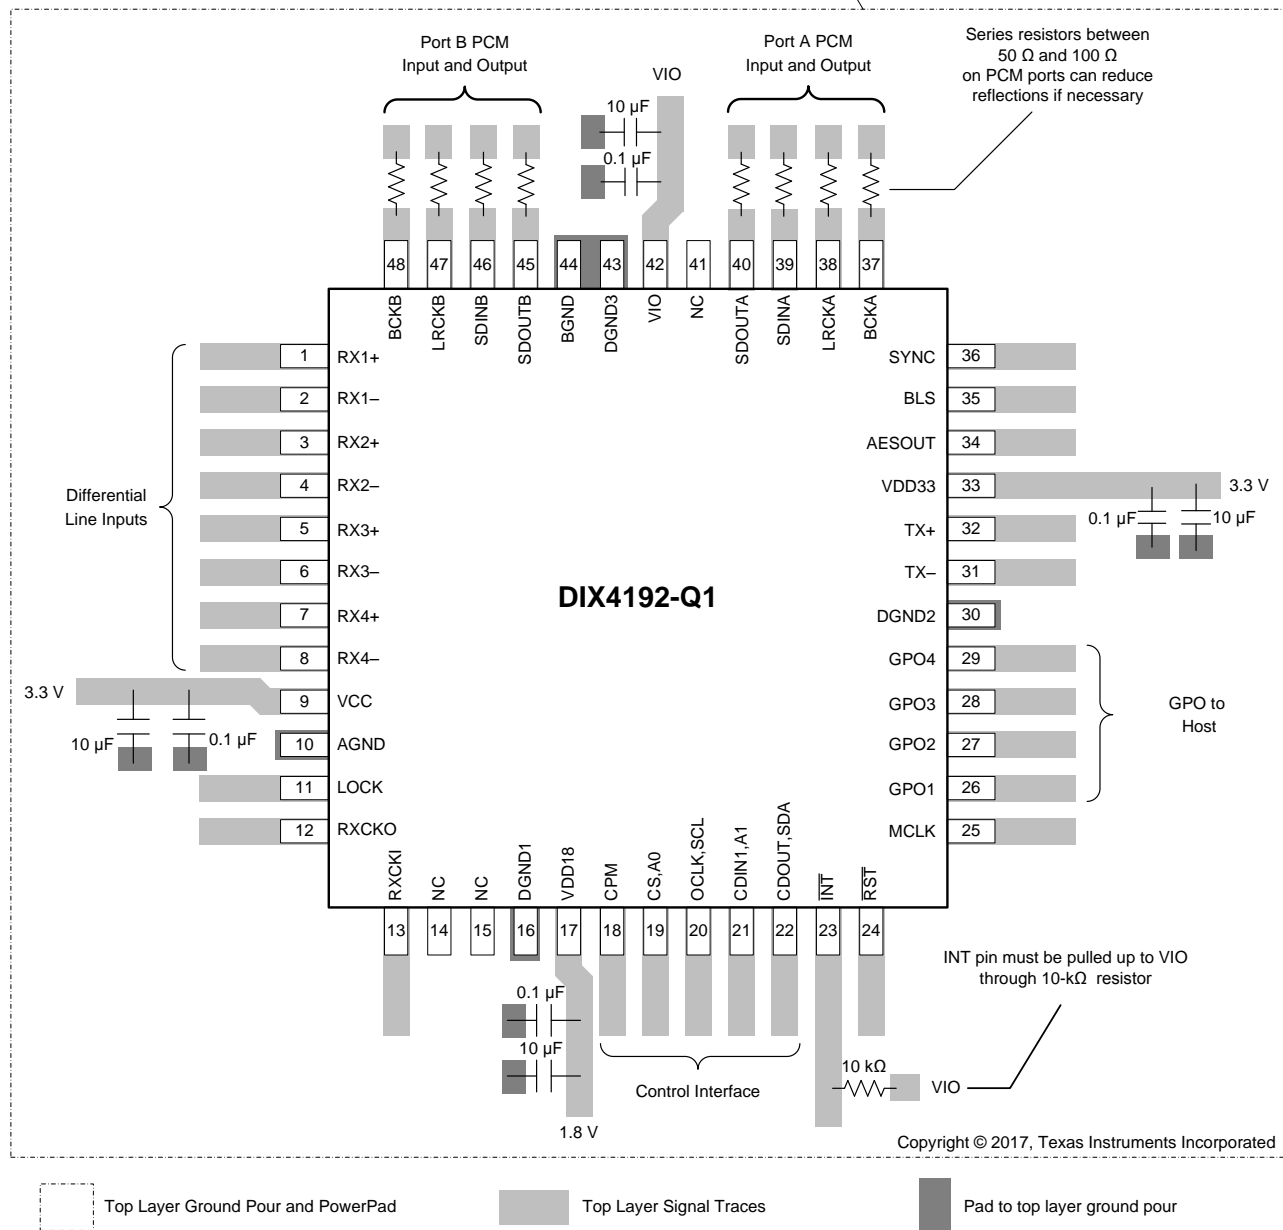 Port B PCM
Input and Output
Port A PCM
Input and Output
Series resistors between
50 Ω and 100 Ω
on PCM ports can reduce
reflections if necessary
VIO
10 µF
0.1 µF
48
47
46
45
44
43
42
41
40
39
38
37
BCKB
LRCKB
SDINB
SDOUTB
BGND
DGND3
VIO
NC
SDOUTA
SDINA
LRCKA
BCKA
Differential
Line Inputs
1 RX1+
2 RX1–
3 RX2+
4 RX2–
5 RX3+
6 RX3–
7 RX4+
8 RX4–
9 VCC
10 AGND
11 LOCK
12 RXCKO
3.3 V
10 µF
0.1 µF
DIX4192-Q1
SYNC 36
BLS 35
AESOUT 34
VDD33 33
TX+ 32
TX– 31
DGND2 30
GPO4 29
GPO3 28
GPO2 27
GPO1 26
MCLK 25
3.3 V
0.1 µF
10 µF
GPO to
Host
RXCKI
NC
NC
DGND1
VDD18
CPM
CS,A0
OCLK,SCL
CDIN1,A1
CDOUT,SDA
INT
RST
13
14
15
16
17
18
19
20
21
22
23
24
0.1 µF
10 µF
1.8 V
Control Interface
INT pin must be pulled up to VIO
through 10-kΩ resistor
10 kΩ
VIO
Copyright © 2017, Texas Instruments Incorporated
Top Layer Ground Pour and PowerPad
Top Layer Signal Traces
Pad to top layer ground pour